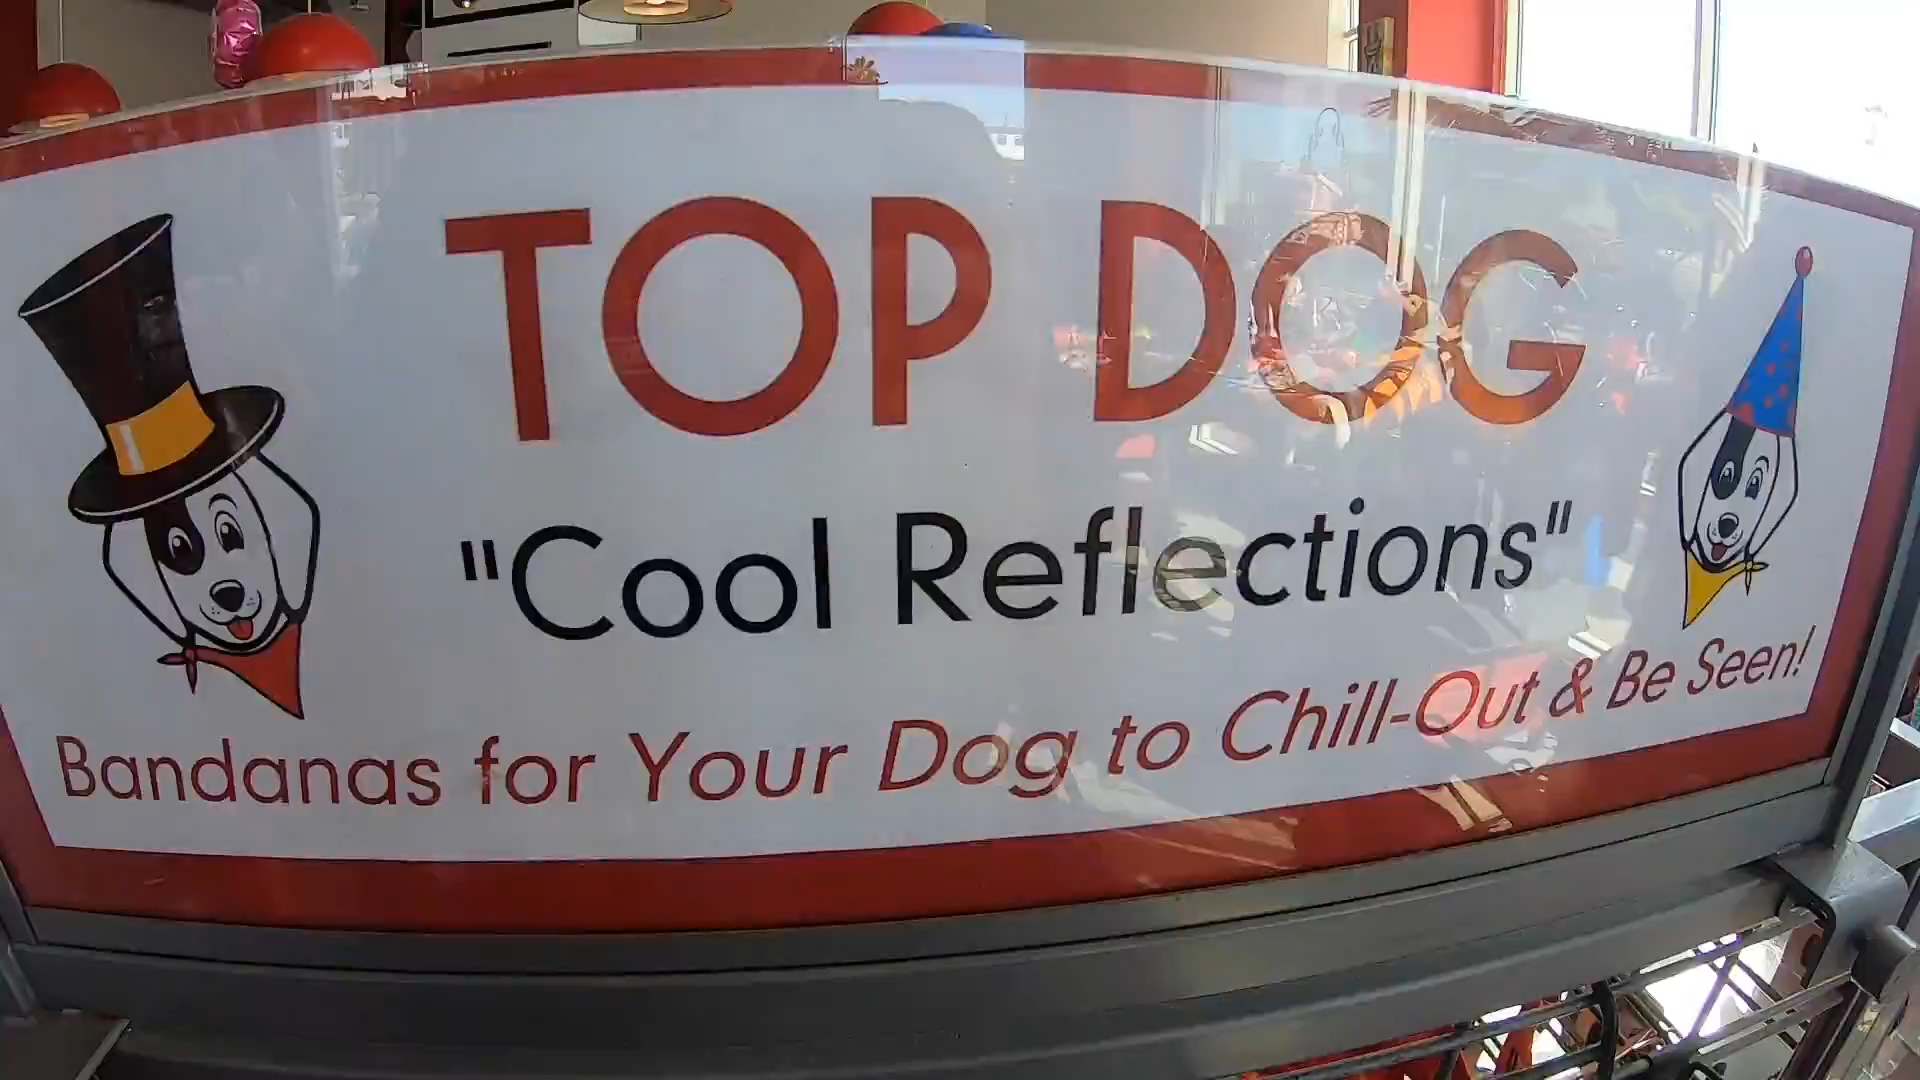 TOP DOG
"Cool Reflections"
Bandanas for Your Dog to Chill-Out & Be Seen!